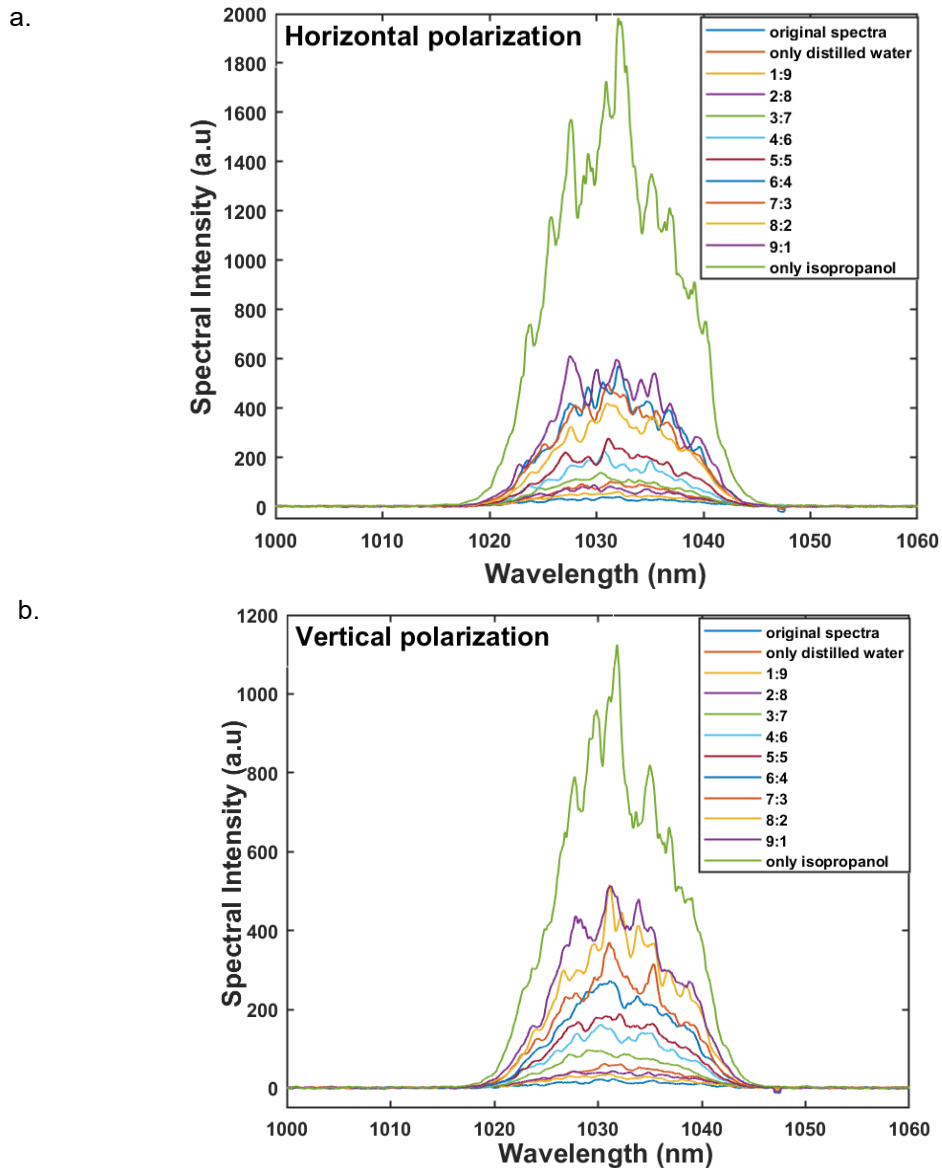 a.
Horizontal polarization
2000
1800
1600
1400
1200
1000
800
600
400
200
0
Spectral Intensity (a.u)
original spectra
only distilled water
1:9
2:8
3:7
4:6
5:5
6:4
7:3
8:2
9:1
only isopropanol
1000 1010 1020 1030 1040 1050 1060
Wavelength (nm)
b.
Vertical polarization
1200
1000
800
600
400
200
0
Spectral Intensity (a.u)
original spectra
only distilled water
1:9
2:8
3:7
4:6
5:5
6:4
7:3
8:2
9:1
only isopropanol
1000 1010 1020 1030 1040 1050 1060
Wavelength (nm)